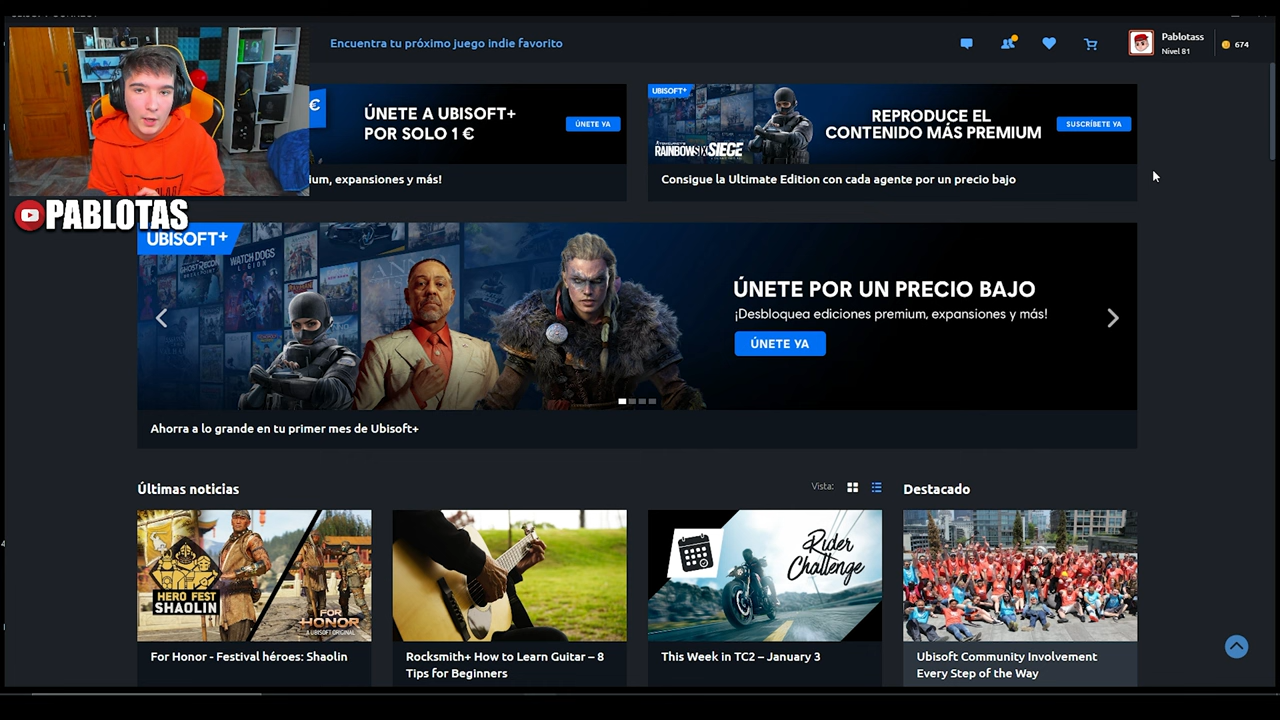 Encuentra tu próximo juego indie favorito
Pablotass
Nivel 81
674
€
ÚNETE A UBISOFT+
POR SOLO 1 €
ÚNETE YA
UBISOFT+
RAINBOW SIX SIEGE
REPRODUCE EL
CONTENIDO MÁS PREMIUM
SUSCRÍBETE YA
ium, expansiones y más!
Consigue la Ultimate Edition con cada agente por un precio bajo
PABLOTAS
UBISOFT+
GHOST RECON
WATCH DOGS
LEGION
ÚNETE POR UN PRECIO BAJO
¡Desbloquea ediciones premium, expansiones y más!
ÚNETE YA
Ahorra a lo grande en tu primer mes de Ubisoft+
Últimas noticias
Vista:
Destacado
HERO FEST
SHAOLIN
FOR
HONOR
A UBISOFT ORIGINAL
Rider
Challenge
For Honor - Festival héroes: Shaolin
Rocksmith+ How to Learn Guitar – 8
Tips for Beginners
This Week in TC2 – January 3
Ubisoft Community Involvement
Every Step of the Way